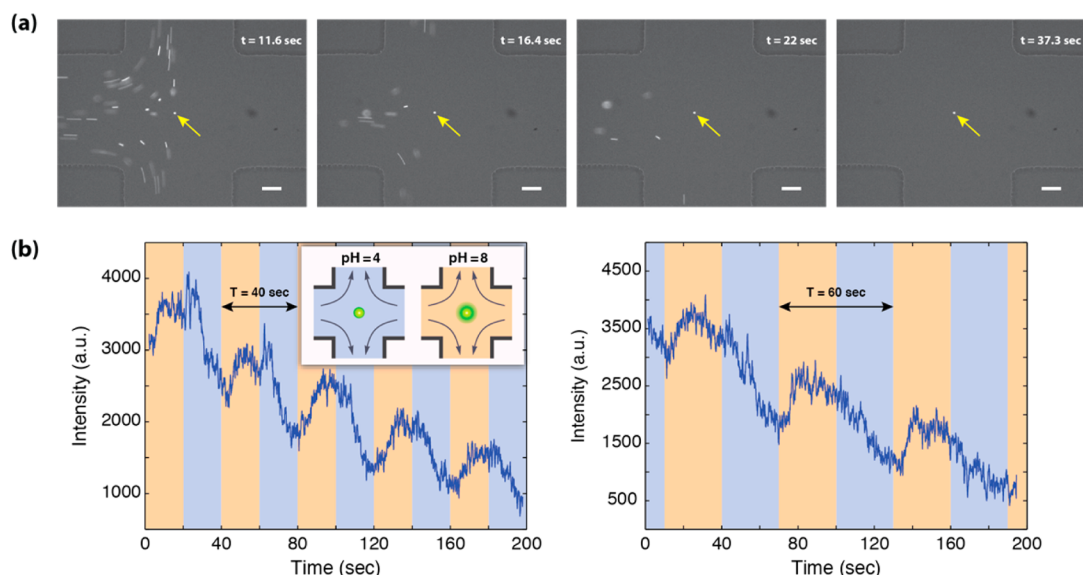 (a)
t = 11.6 sec
t = 16.4 sec
t = 22 sec
t = 37.3 sec
(b)
Intensity (a.u.)
4000
3000
2000
1000
T = 40 sec
pH = 4
pH = 8
0
40
80
120
160
200
Time (sec)
Intensity (a.u.)
4500
3500
2500
1500
500
T = 60 sec
0
40
80
120
160
200
Time (sec)